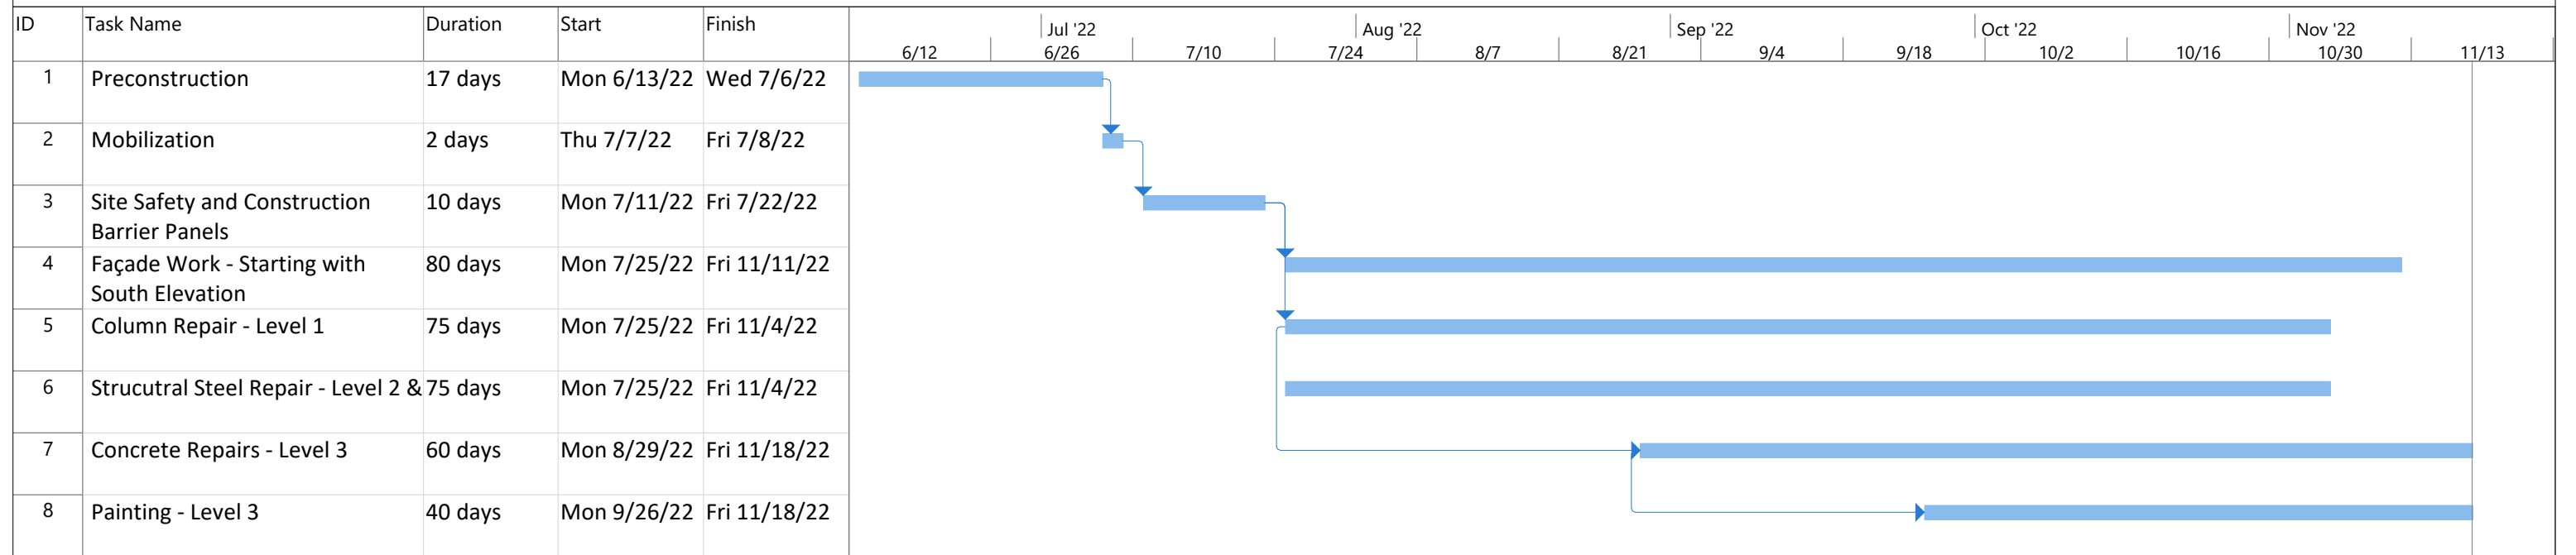 ID Task Name Duration Start Finish Jul '22 Aug '22 Sep '22 Oct '22 Nov '22
6/12 6/26 7/10 7/24 8/7 8/21 9/4 9/18 10/2 10/16 10/30 11/13
1 Preconstruction 17 days Mon 6/13/22 Wed 7/6/22
2 Mobilization 2 days Thu 7/7/22 Fri 7/8/22
3 Site Safety and Construction 10 days Mon 7/11/22 Fri 7/22/22
Barrier Panels
4 Façade Work - Starting with 80 days Mon 7/25/22 Fri 11/11/22
South Elevation
5 Column Repair - Level 1 75 days Mon 7/25/22 Fri 11/4/22
6 Strucutral Steel Repair - Level 2 & 75 days Mon 7/25/22 Fri 11/4/22
7 Concrete Repairs - Level 3 60 days Mon 8/29/22 Fri 11/18/22
8 Painting - Level 3 40 days Mon 9/26/22 Fri 11/18/22